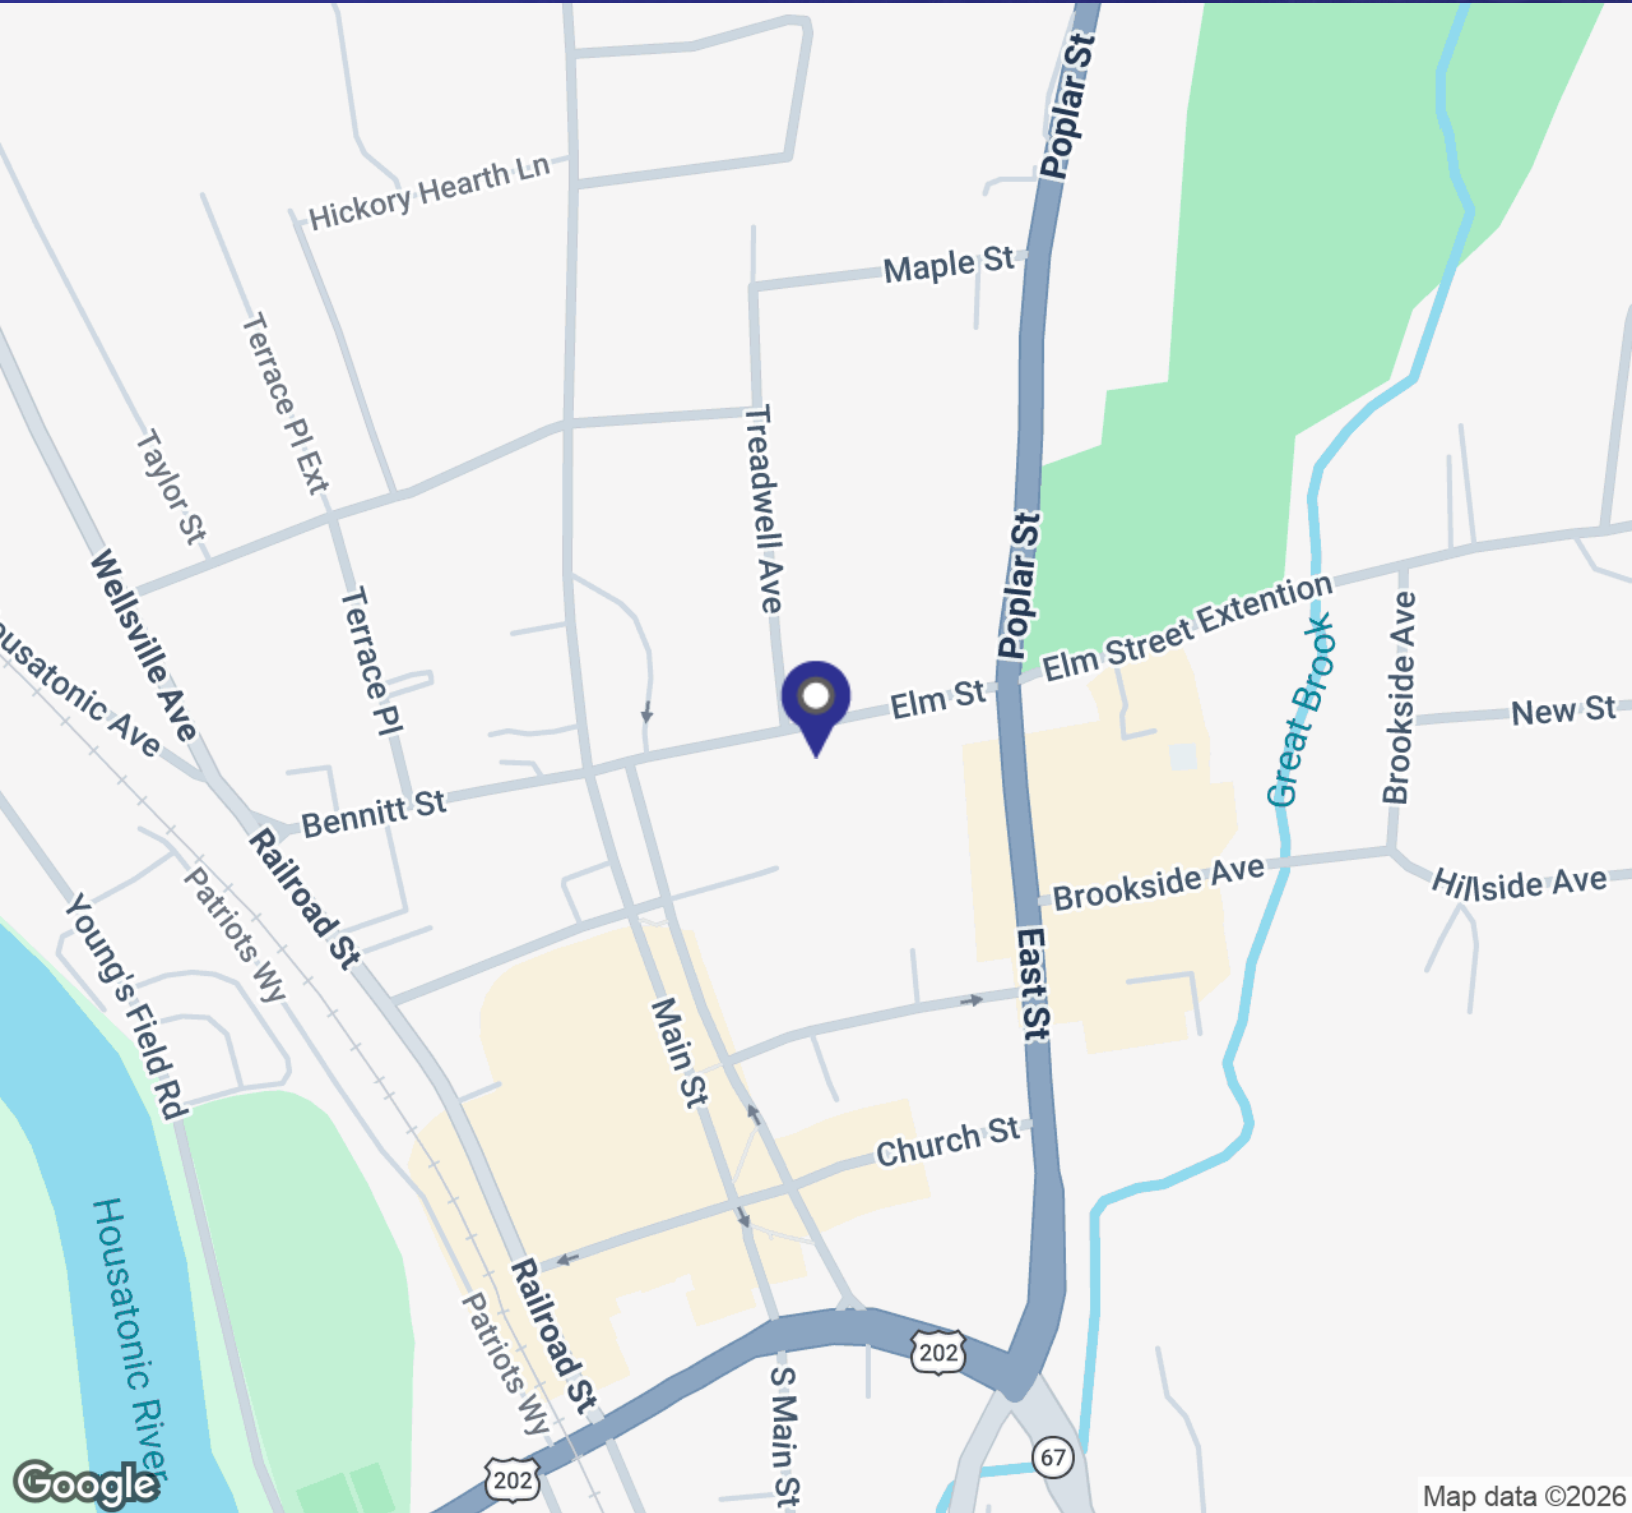 Poplar St
Hickory Hearth Ln
Maple St
Terrace Pl Ext
Treadwell Ave
Taylor St
Poplar St
Wellsville Ave
Terrace Pl
Elm Street Extention
Brookside Ave
Great Brook
ousatonic Ave
Elm St
New St
Bennitt St
Railroad St
Patriots Wy
Brookside Ave
Hillside Ave
Young's Field Rd
East St
Main St
Church St
Housatonic River
Railroad St
Patriots Wy
202
S Main St
67
202
Google
Map data ©2026